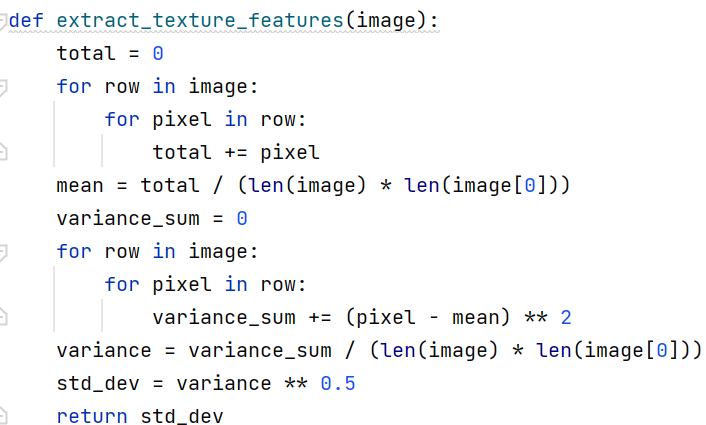 def extract_texture_features(image):
    total = 0
    for row in image:
        for pixel in row:
            total += pixel
    mean = total / (len(image) * len(image[0]))
    variance_sum = 0
    for row in image:
        for pixel in row:
            variance_sum += (pixel - mean) ** 2
    variance = variance_sum / (len(image) * len(image[0]))
    std_dev = variance ** 0.5
    return std_dev